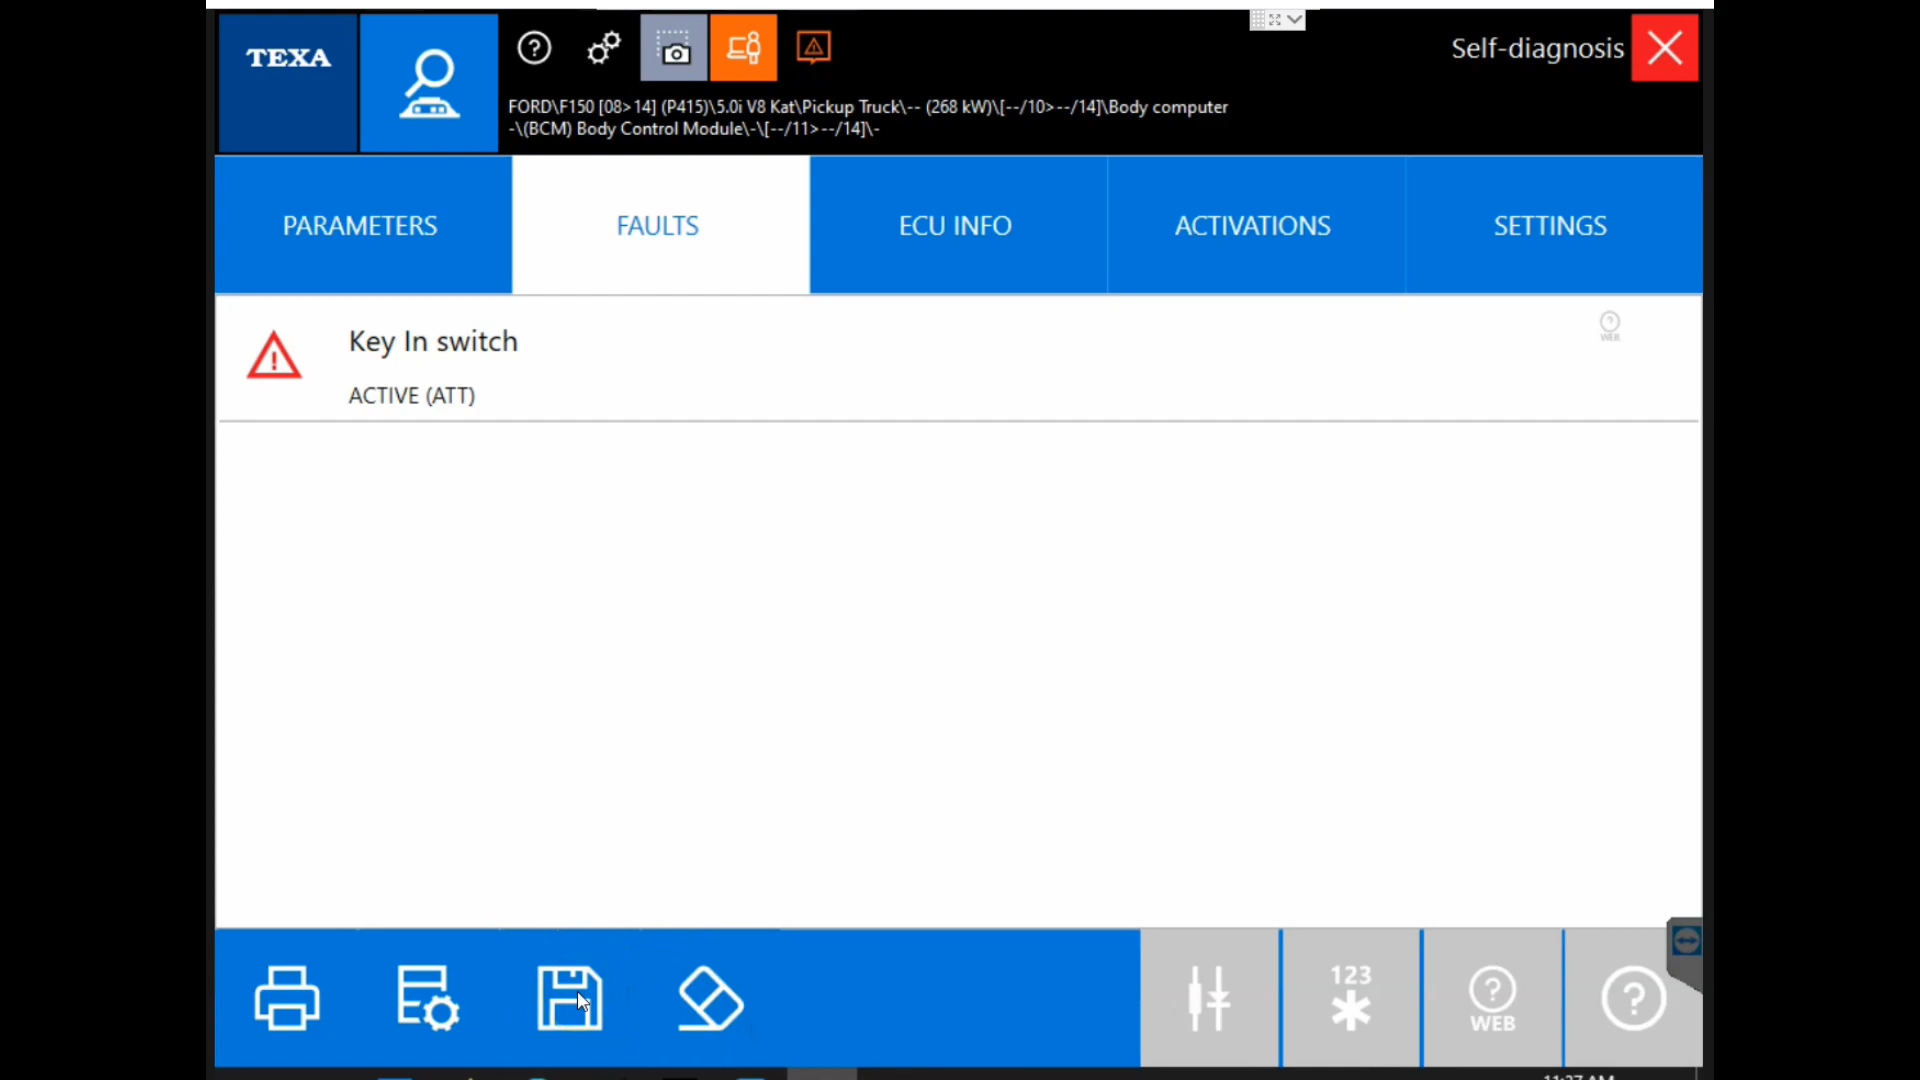 TEXA
Self-diagnosis
FORD\F150 [08>14] (P415)\5.0i V8 Kat\Pickup Truck\-- (268 kW)\[--/10>--/14]\Body computer
-\(BCM) Body Control Module\-\[--/11>--/14]\-
PARAMETERS
FAULTS
ECU INFO
ACTIVATIONS
SETTINGS
Key In switch
WEB
ACTIVE (ATT)
123
WEB